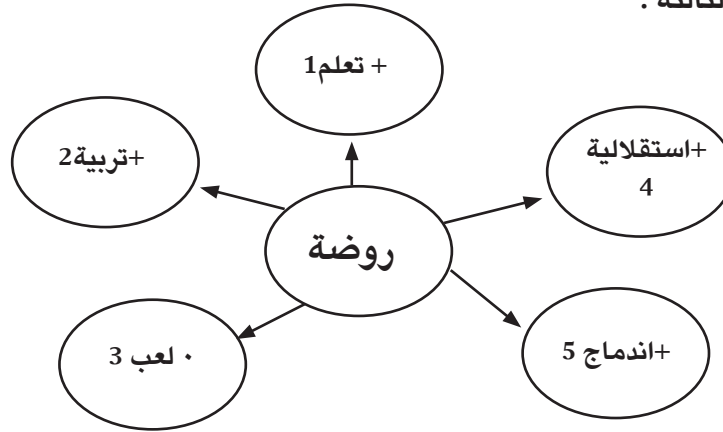 + تعلم1
+تربية2
+استقلالية
4
روضة
٠ لعب 3
+اندماج 5